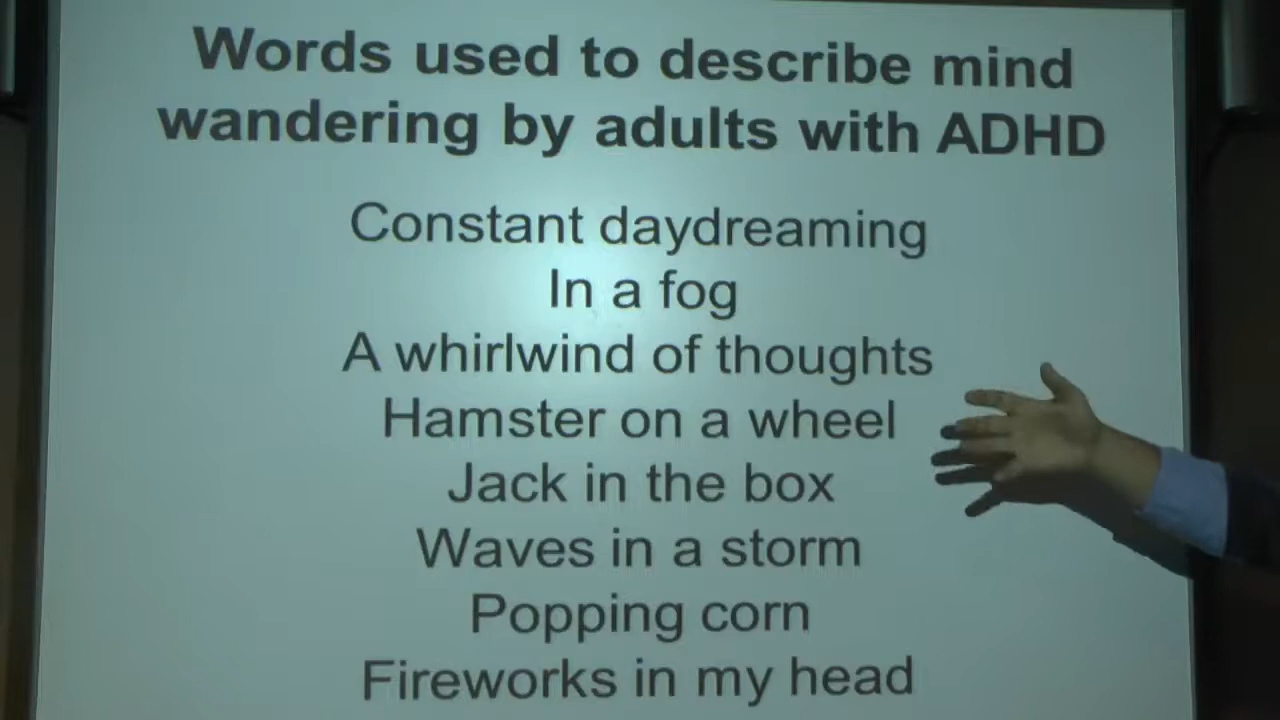 Words used to describe mind
wandering by adults with ADHD
Constant daydreaming
In a fog
A whirlwind of thoughts
Hamster on a wheel
Jack in the box
Waves in a storm
Popping corn
Fireworks in my head